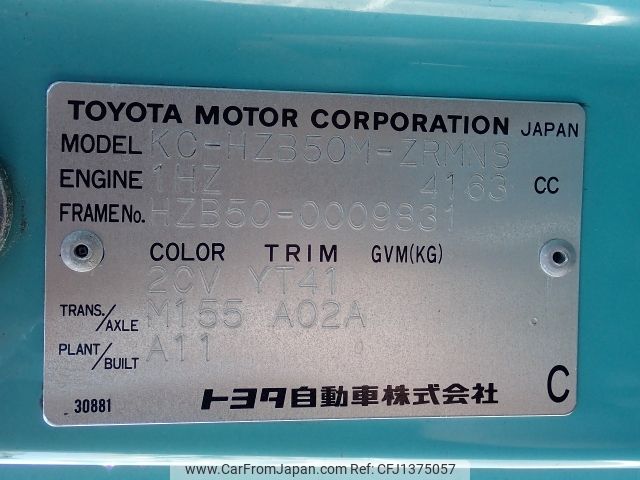 TOYOTA MOTOR CORPORATION JAPAN
MODEL KC-HZB50M-ZRMNS
ENGINE 1HZ 4163 CC
FRAME No. HZB50-0009831
COLOR TRIM GVM(KG)
2CV YT41
TRANS./AXLE M155 A02A
PLANT/BUILT A11
トヨタ自動車株式会社 C
30881
www.CarFromJapan.com © CarFromJapan - CFJ1375057